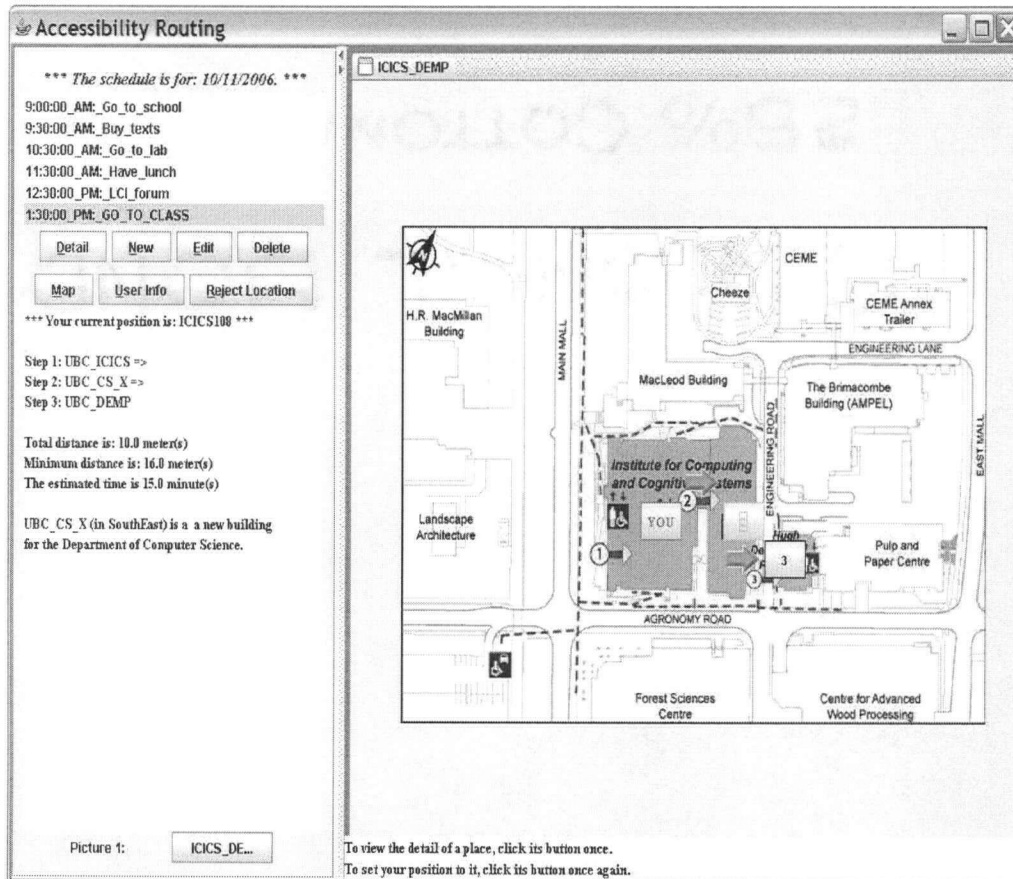 Accessibility Routing
*** The schedule is for: 10/11/2006. ***
9:00:00_AM:_Go_to_school
9:30:00_AM:_Buy_texts
10:30:00_AM:_Go_to_lab
11:30:00_AM:_Have_lunch
12:30:00_PM:_LCI_forum
1:30:00_PM:_GO_TO_CLASS
Detail New Edit Delete
Map User Info Reject Location
*** Your current position is: ICICS108 ***
Step 1: UBC_ICICS =>
Step 2: UBC_CS_X =>
Step 3: UBC_DEMP
Total distance is: 10.0 meter(s)
Minimum distance is: 16.0 meter(s)
The estimated time is 15.0 minute(s)
UBC_CS_X (in SouthEast) is a a new building
for the Department of Computer Science.
Picture 1: ICICS_DE...
ICICS_DEMP
N
CEME
Cheeze
CEME Annex
Trailer
H.R. MacMillan
Building
MAIN MALL
ENGINEERING LANE
MacLeod Building
The Brimacombe
Building (AMPEL)
ENGINEERING ROAD
EAST MALL
Institute for Computing
and Cognitive Systems
2
YOU
Landscape
Architecture
1
Hugh
3
3
Pulp and
Paper Centre
AGRONOMY ROAD
Forest Sciences
Centre
Centre for Advanced
Wood Processing
To view the detail of a place, click its button once.
To set your position to it, click its button once again.